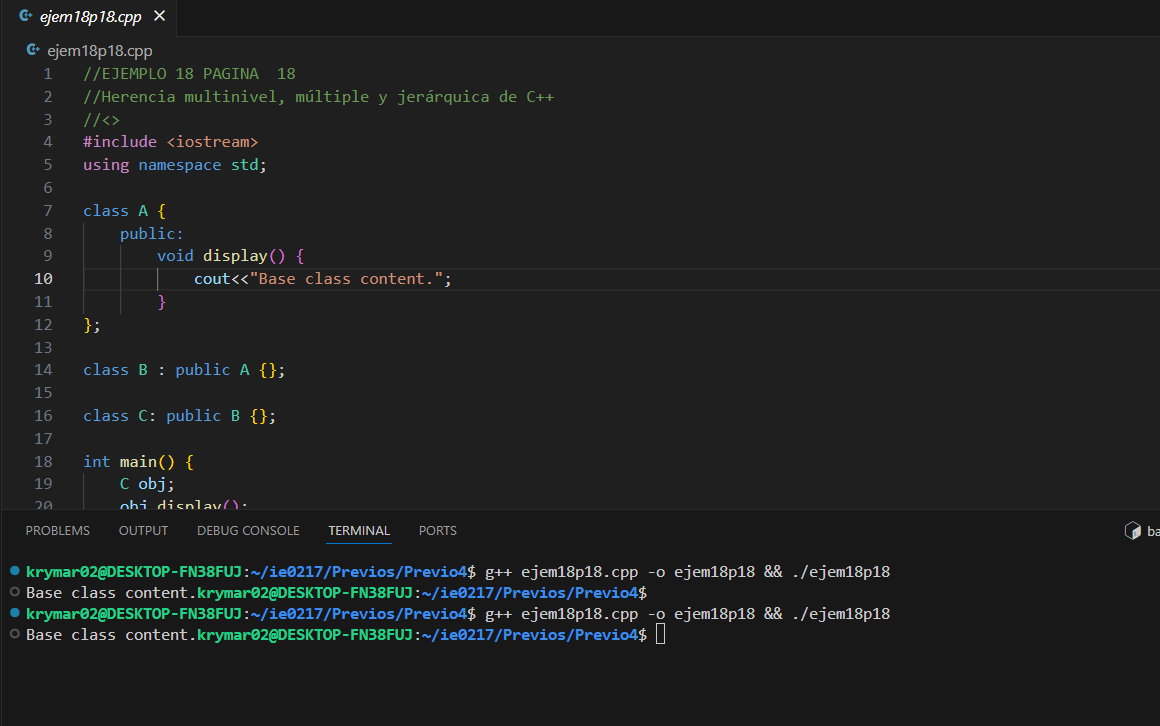 ejem18p18.cpp ×
ejem18p18.cpp
1 //EJEMPLO 18 PAGINA  18
2 //Herencia multinivel, múltiple y jerárquica de C++
3 //<>
4 #include <iostream>
5 using namespace std;
6
7 class A {
8     public:
9         void display() {
10             cout<<"Base class content.";
11         }
12 };
13
14 class B : public A {};
15
16 class C: public B {};
17
18 int main() {
19     C obj;
20     obj.display();
PROBLEMS OUTPUT DEBUG CONSOLE TERMINAL PORTS ba
krymar02@DESKTOP-FN38FUJ:~/ie0217/Previos/Previo4$ g++ ejem18p18.cpp -o ejem18p18 && ./ejem18p18
Base class content.krymar02@DESKTOP-FN38FUJ:~/ie0217/Previos/Previo4$
krymar02@DESKTOP-FN38FUJ:~/ie0217/Previos/Previo4$ g++ ejem18p18.cpp -o ejem18p18 && ./ejem18p18
Base class content.krymar02@DESKTOP-FN38FUJ:~/ie0217/Previos/Previo4$